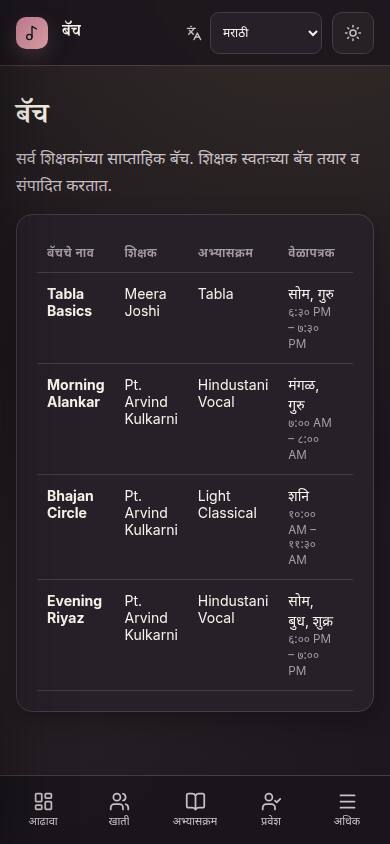 बॅच
मराठी
बॅच
सर्व शिक्षकांच्या साप्ताहिक बॅच. शिक्षक स्वतःच्या बॅच तयार व
संपादित करतात.
बॅचचे नाव शिक्षक अभ्यासक्रम वेळापत्रक
Tabla Basics Meera Joshi Tabla सोम, गुरु
६:३० PM
– ७:३०
PM
Morning Alankar Pt. Arvind Kulkarni Hindustani Vocal मंगळ,
गुरु
७:०० AM
– ८:००
AM
Bhajan Circle Pt. Arvind Kulkarni Light Classical शनि
१०:००
AM –
११:३०
AM
Evening Riyaz Pt. Arvind Kulkarni Hindustani Vocal सोम,
बुध, शुक्र
६:०० PM
– ७:००
PM
आढावा खाती अभ्यासक्रम प्रवेश अधिक